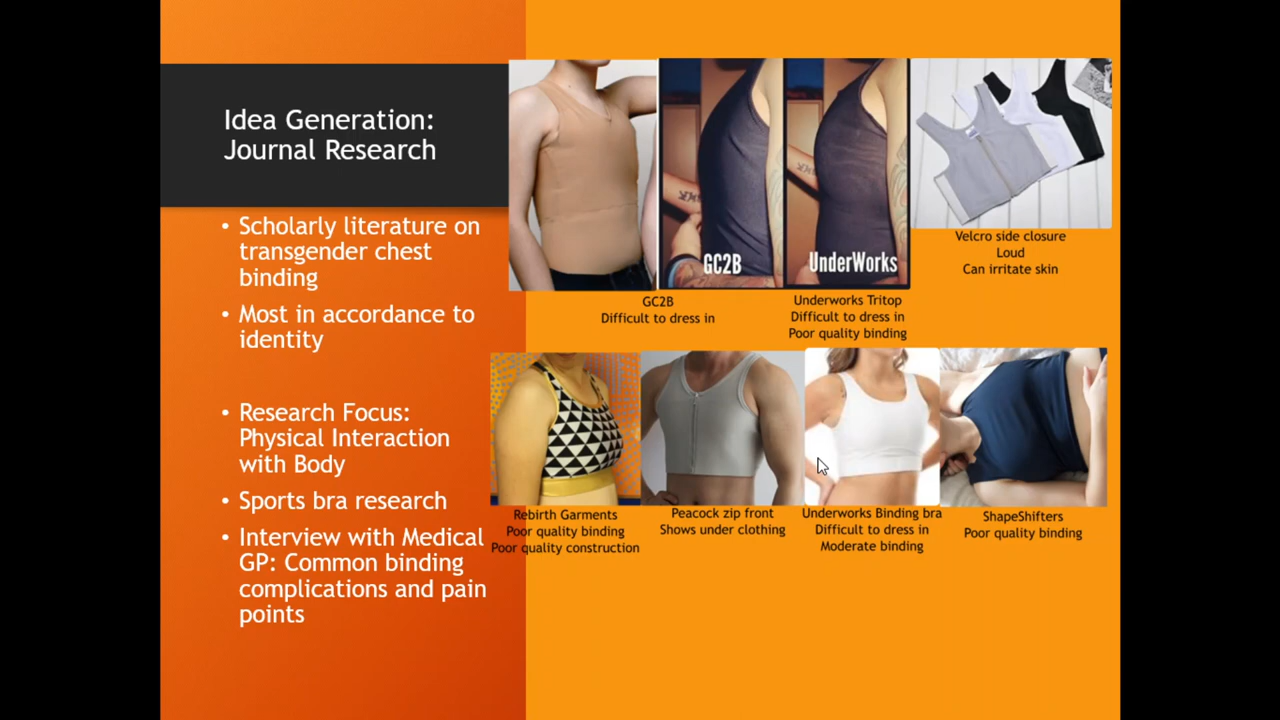 Idea Generation:
Journal Research
• Scholarly literature on
transgender chest
binding
• Most in accordance to
identity
• Research Focus:
Physical Interaction
with Body
• Sports bra research
• Interview with Medical
GP: Common binding
complications and pain
points
GC2B
UnderWorks
GC2B
Difficult to dress in
Underworks Tritop
Difficult to dress in
Poor quality binding
Velcro side closure
Loud
Can irritate skin
Rebirth Garments
Poor quality binding
Poor quality construction
Peacock zip front
Shows under clothing
Underworks Binding bra
Difficult to dress in
Moderate binding
ShapeShifters
Poor quality binding